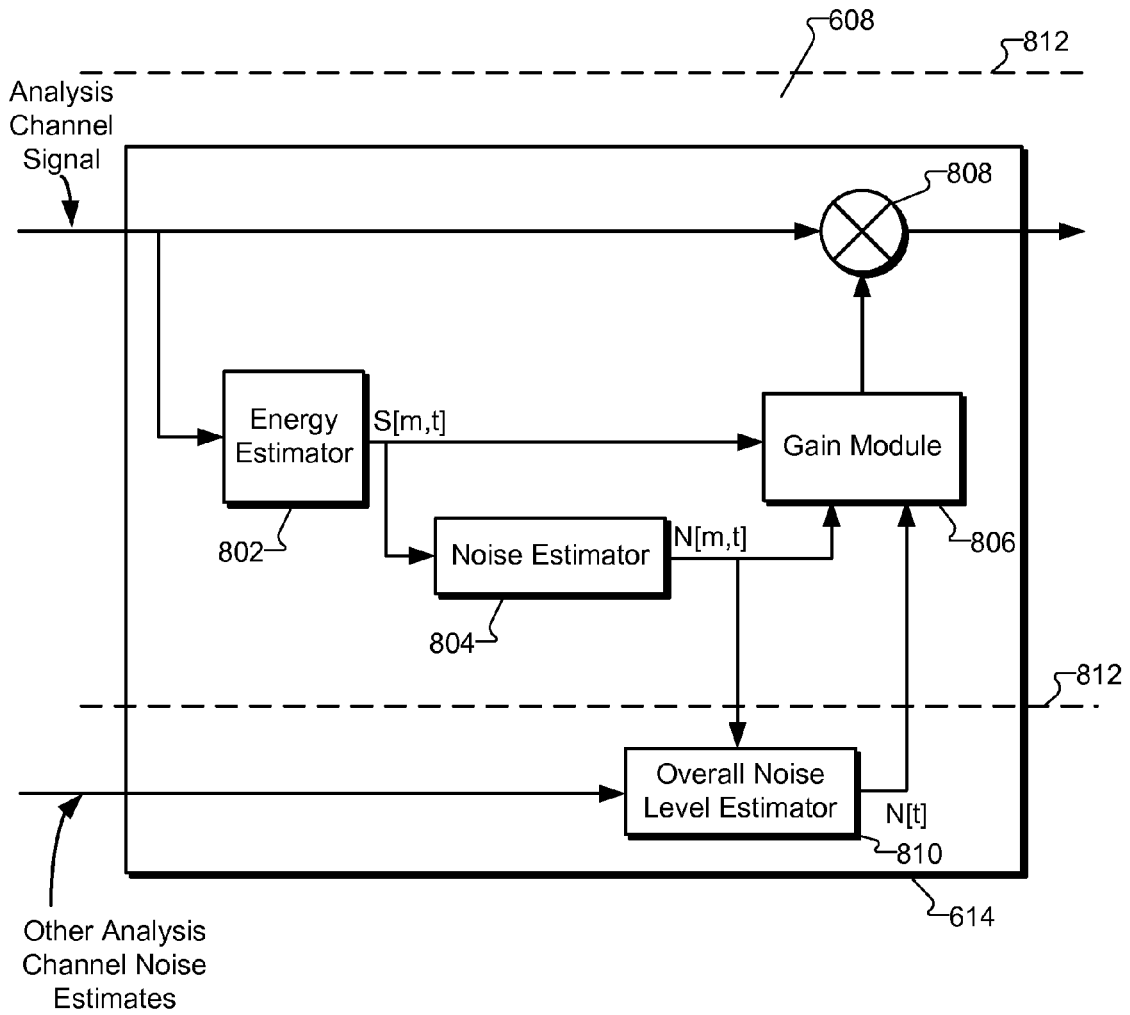 608
812
Analysis
Channel
Signal
808
Energy
Estimator
S[m,t]
Gain Module
802
Noise Estimator
N[m,t]
806
804
812
Overall Noise
Level Estimator
N[t]
810
614
Other Analysis
Channel Noise
Estimates